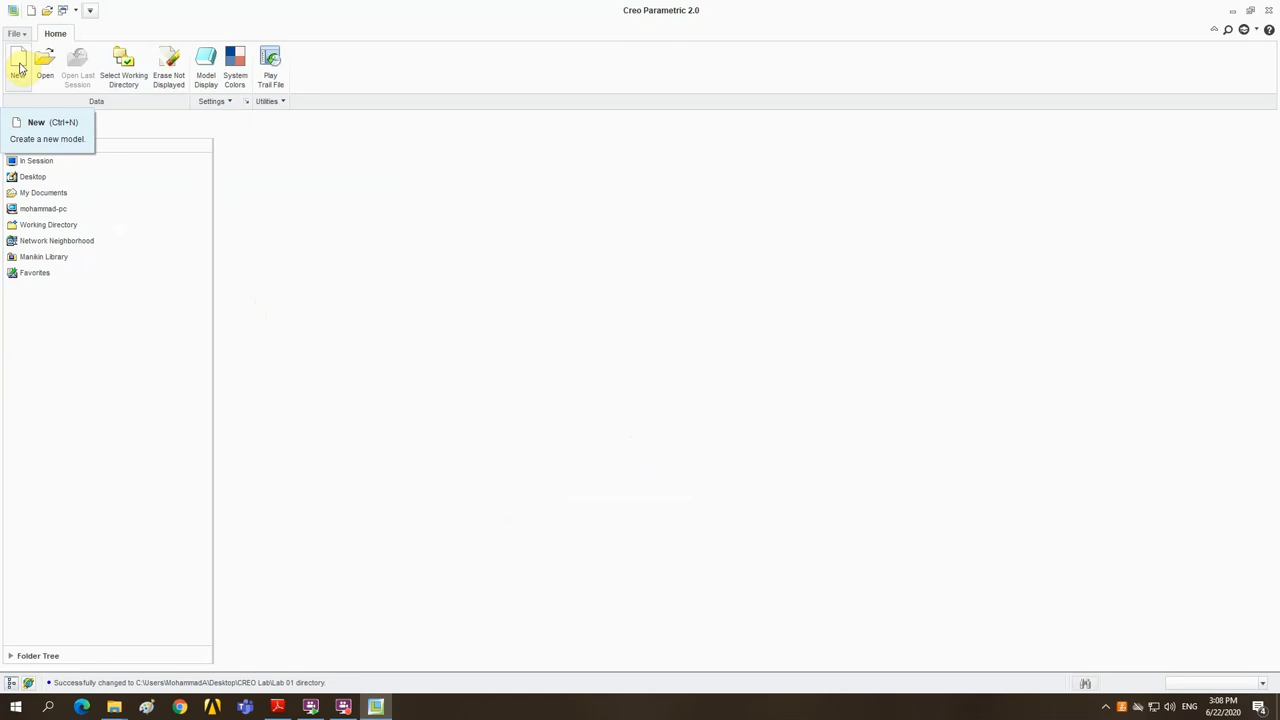 Creo Parametric 2.0
File
Home
New
Open
Open Last
Session
Select Working
Directory
Erase Not
Displayed
Model
Display
System
Colors
Play
Trail File
Data
Settings
Utilities
New (Ctrl+N)
Create a new model.
In Session
Desktop
My Documents
mohammad-pc
Working Directory
Network Neighborhood
Manikin Library
Favorites
Folder Tree
Successfully changed to C:\Users\MohammadA\Desktop\CREO Lab\Lab 01 directory.
ENG
3:08 PM
6/22/2020
4